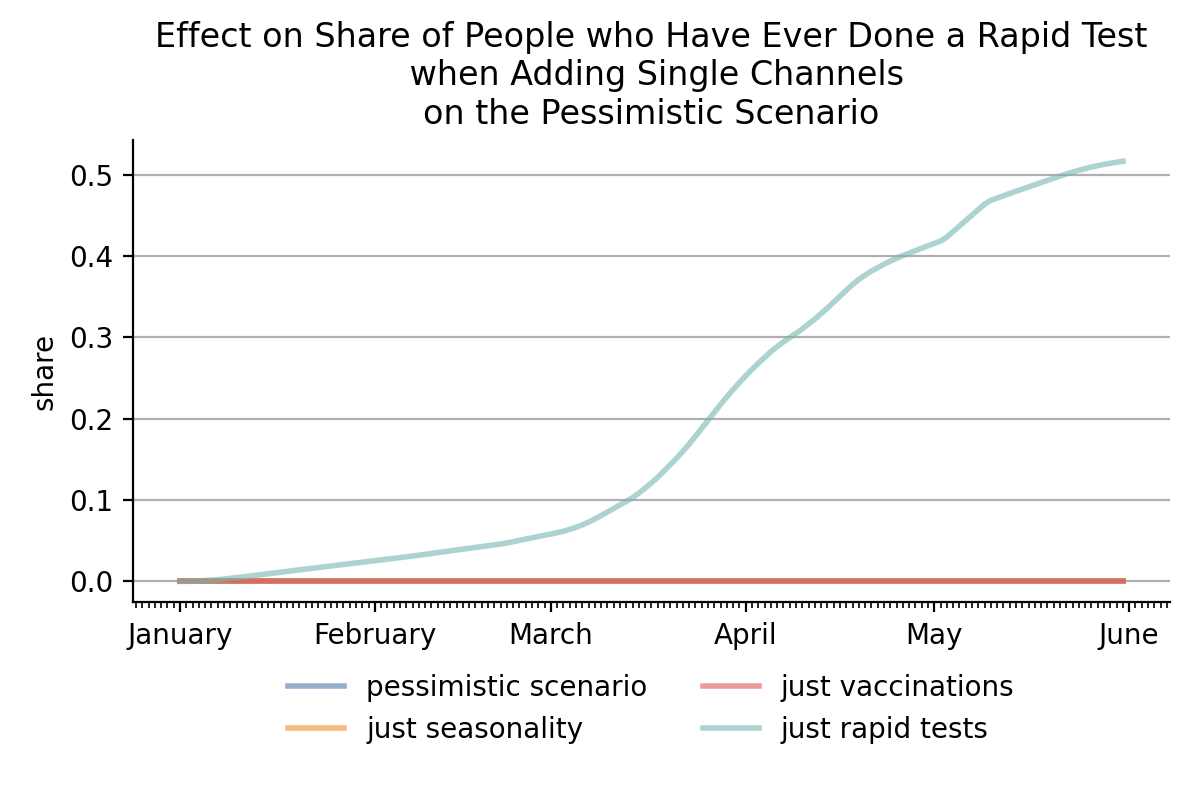 Effect on Share of People who Have Ever Done a Rapid Test
when Adding Single Channels
on the Pessimistic Scenario
0.5
0.4
0.3
0.2
0.1
0.0
share
January February March April May June
pessimistic scenario just vaccinations
just seasonality just rapid tests